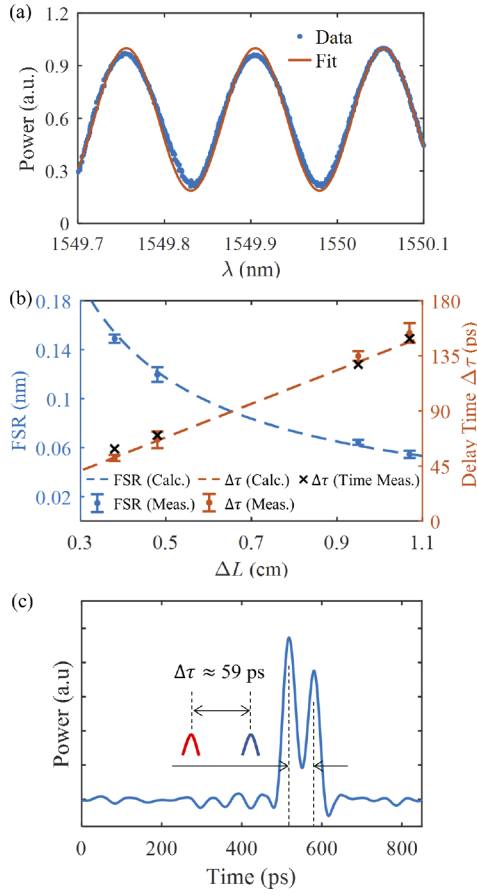 (a)
1.2
0.9
0.6
0.3
0
Power (a.u.)
Data
Fit
1549.7
1549.8
1549.9
1550
1550.1
λ (nm)
(b)
0.18
0.14
0.1
0.06
0.02
FSR (nm)
180
135
90
45
0
Delay Time Δτ (ps)
FSR (Calc.)
Δτ (Calc.)
Δτ (Time Meas.)
FSR (Meas.)
Δτ (Meas.)
0.3
0.5
0.7
0.9
1.1
ΔL (cm)
(c)
Power (a.u)
Δτ ≈ 59 ps
0
200
400
600
800
Time (ps)